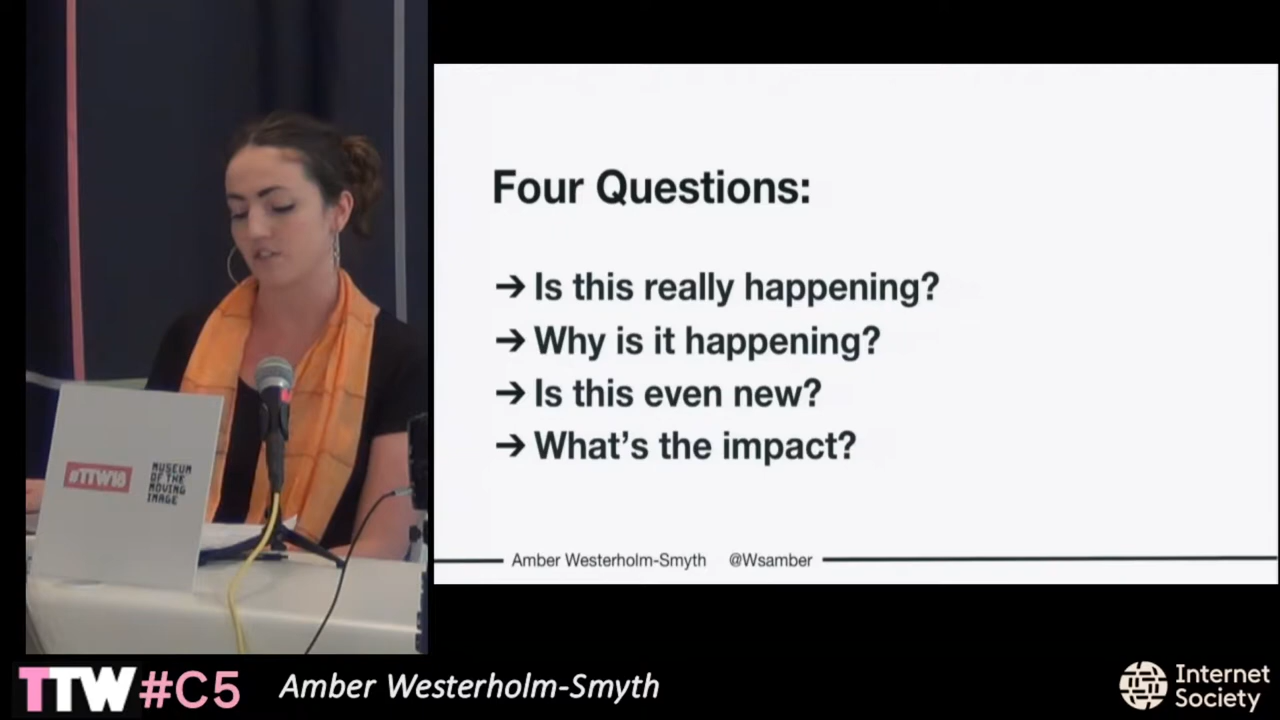 Four Questions:
→ Is this really happening?
→ Why is it happening?
→ Is this even new?
→ What's the impact?
Amber Westerholm-Smyth @Wsamber
#TTW18
MUSEUM
OF THE
MOVING
IMAGE
TTW #C5
Amber Westerholm-Smyth
Internet
Society